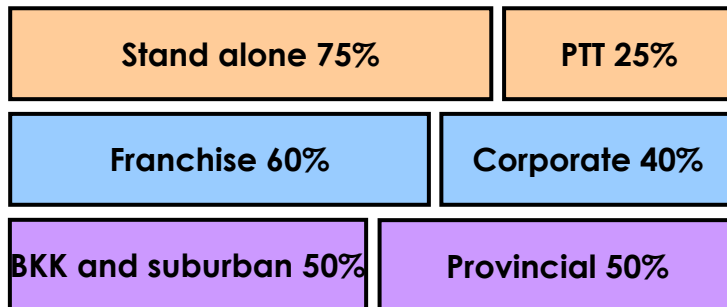 Stand alone 75%
PTT 25%
Franchise 60%
Corporate 40%
BKK and suburban 50%
Provincial 50%